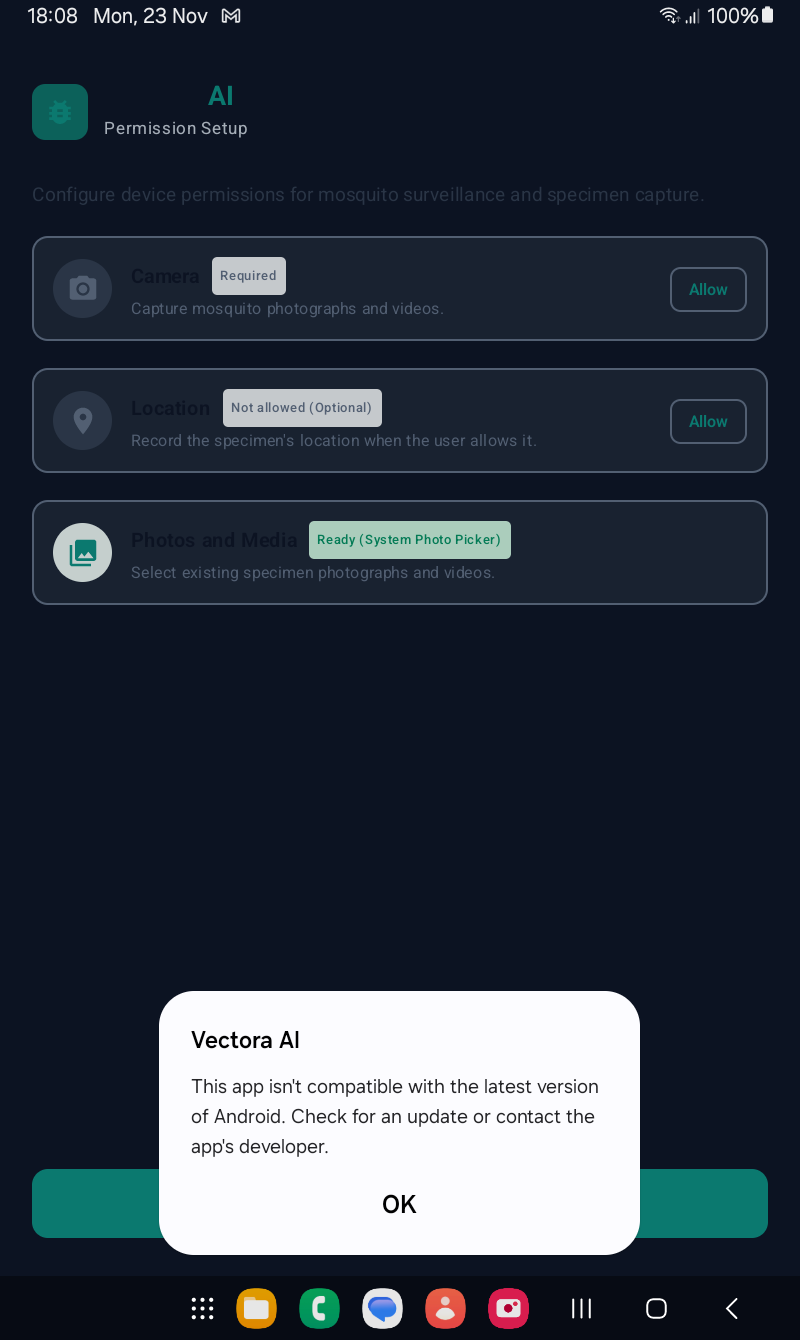 18:08 Mon, 23 Nov
100%
AI
Permission Setup
Configure device permissions for mosquito surveillance and specimen capture.
Camera Required
Capture mosquito photographs and videos.
Allow
Location Not allowed (Optional)
Record the specimen's location when the user allows it.
Allow
Photos and Media Ready (System Photo Picker)
Select existing specimen photographs and videos.
Vectora AI
This app isn't compatible with the latest version
of Android. Check for an update or contact the
app's developer.
OK